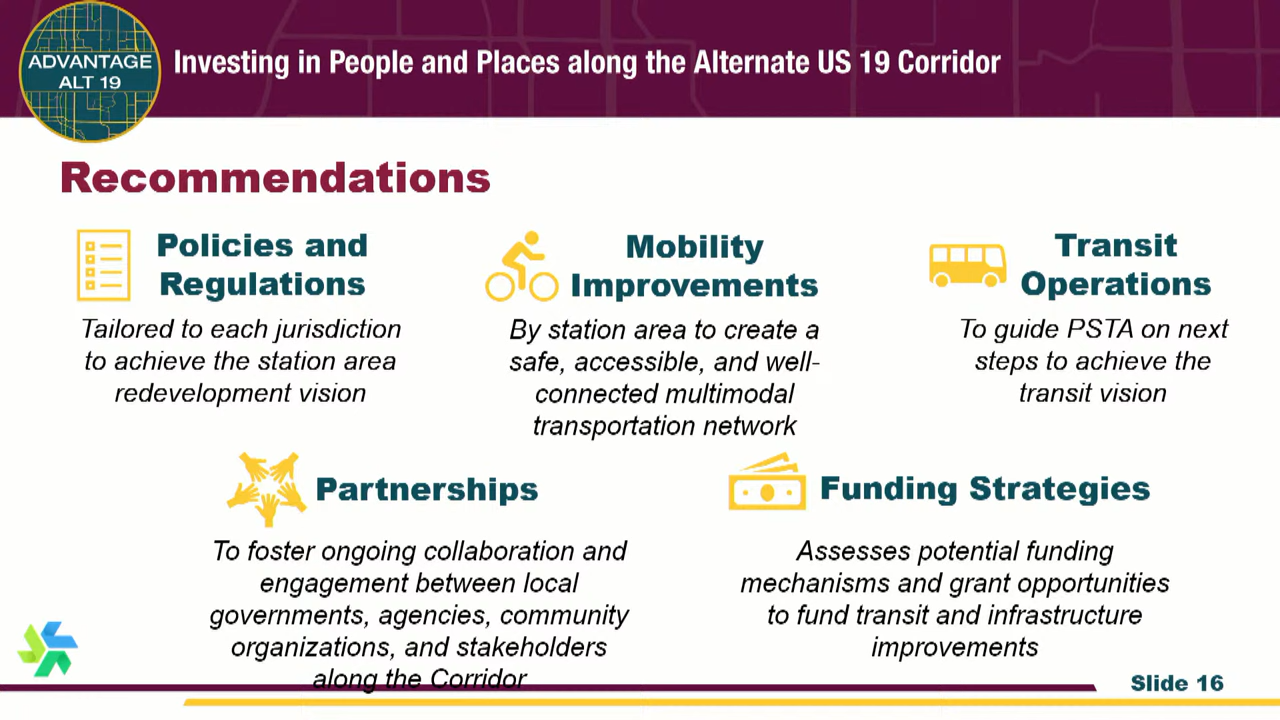 ADVANTAGE
ALT 19
Investing in People and Places along the Alternate US 19 Corridor
Recommendations
Policies and
Regulations
Tailored to each jurisdiction
to achieve the station area
redevelopment vision
Mobility
Improvements
By station area to create a
safe, accessible, and well-
connected multimodal
transportation network
Transit
Operations
To guide PSTA on next
steps to achieve the
transit vision
Partnerships
To foster ongoing collaboration and
engagement between local
governments, agencies, community
organizations, and stakeholders
along the Corridor
Funding Strategies
Assesses potential funding
mechanisms and grant opportunities
to fund transit and infrastructure
improvements
Slide 16